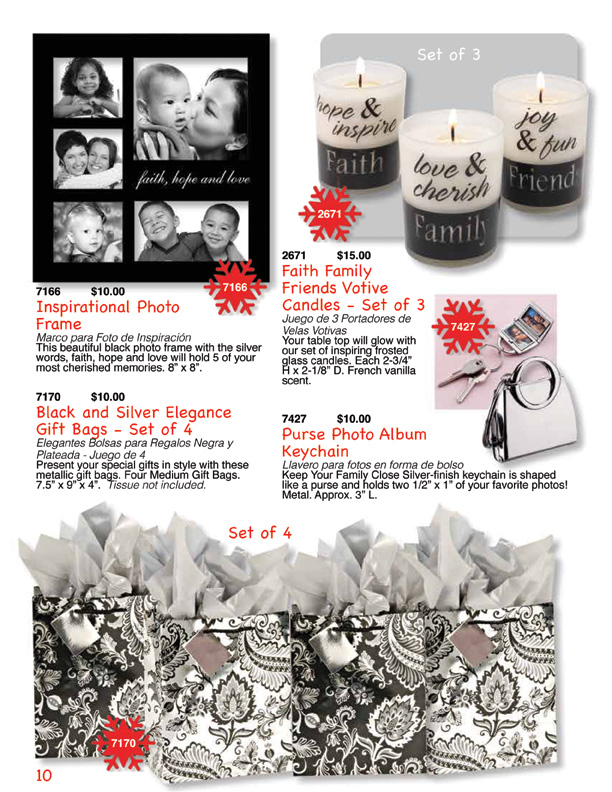 faith, hope and love
7166
7166 $10.00
Inspirational Photo
Frame
Marco para Foto de Inspiración
This beautiful black photo frame with the silver
words, faith, hope and love will hold 5 of your
most cherished memories. 8” x 8”.
7170 $10.00
Black and Silver Elegance
Gift Bags – Set of 4
Elegantes Bolsas para Regalos Negra y
Plateada - Juego de 4
Present your special gifts in style with these
metallic gift bags. Four Medium Gift Bags.
7.5” x 9” x 4”. Tissue not included.
Set of 3
hope &
inspire
Faith
love &
cherish
Family
joy
& fun
Friends
2671
2671 $15.00
Faith Family
Friends Votive
Candles – Set of 3
Juego de 3 Portadores de
Velas Votivas
Your table top will glow with
our set of inspiring frosted
glass candles. Each 2-3/4”
H x 2-1/8” D. French vanilla
scent.
7427
7427 $10.00
Purse Photo Album
Keychain
Llavero para fotos en forma de bolso
Keep Your Family Close Silver-finish keychain is shaped
like a purse and holds two 1/2” x 1” of your favorite photos!
Metal. Approx. 3” L.
Set of 4
7170
10